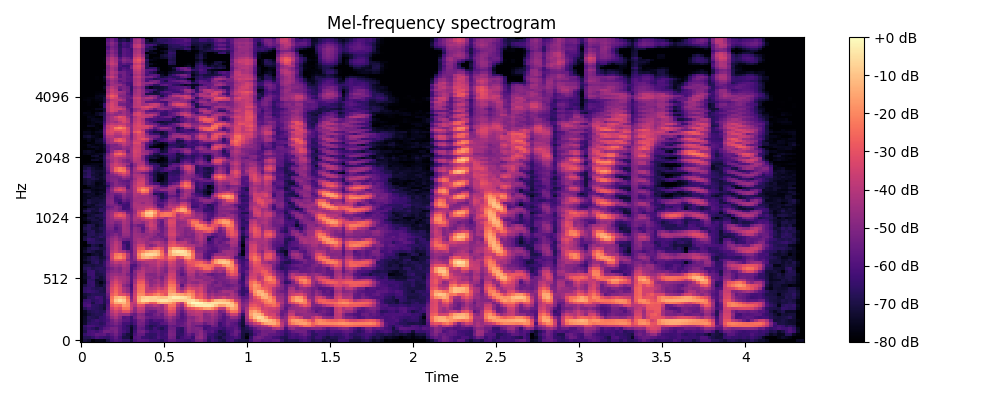 Mel-frequency spectrogram
+0 dB
-10 dB
-20 dB
-30 dB
-40 dB
-50 dB
-60 dB
-70 dB
-80 dB
4096
2048
1024
512
0
Hz
0 0.5 1 1.5 2 2.5 3 3.5 4
Time